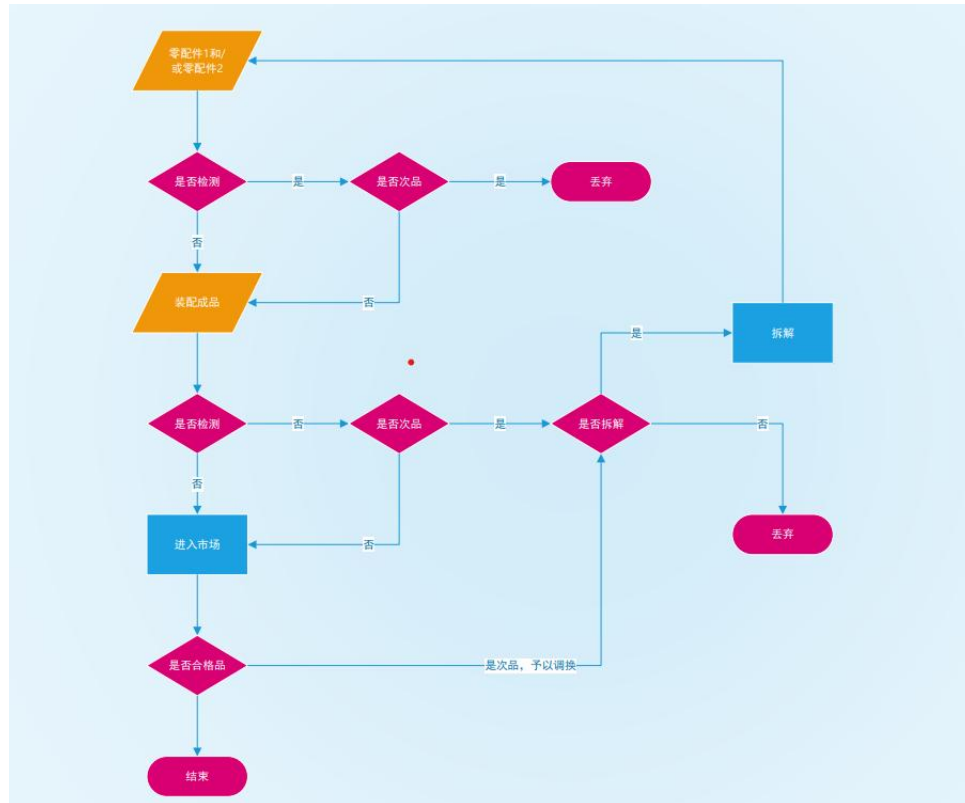 零配件1和/
或零配件2
是否检测
是
是否次品
是
丢弃
否
装配成品
否
是
拆解
是否检测
否
是否次品
是
是否拆解
否
否
进入市场
否
丢弃
是否合格品
是次品，予以调换
结束